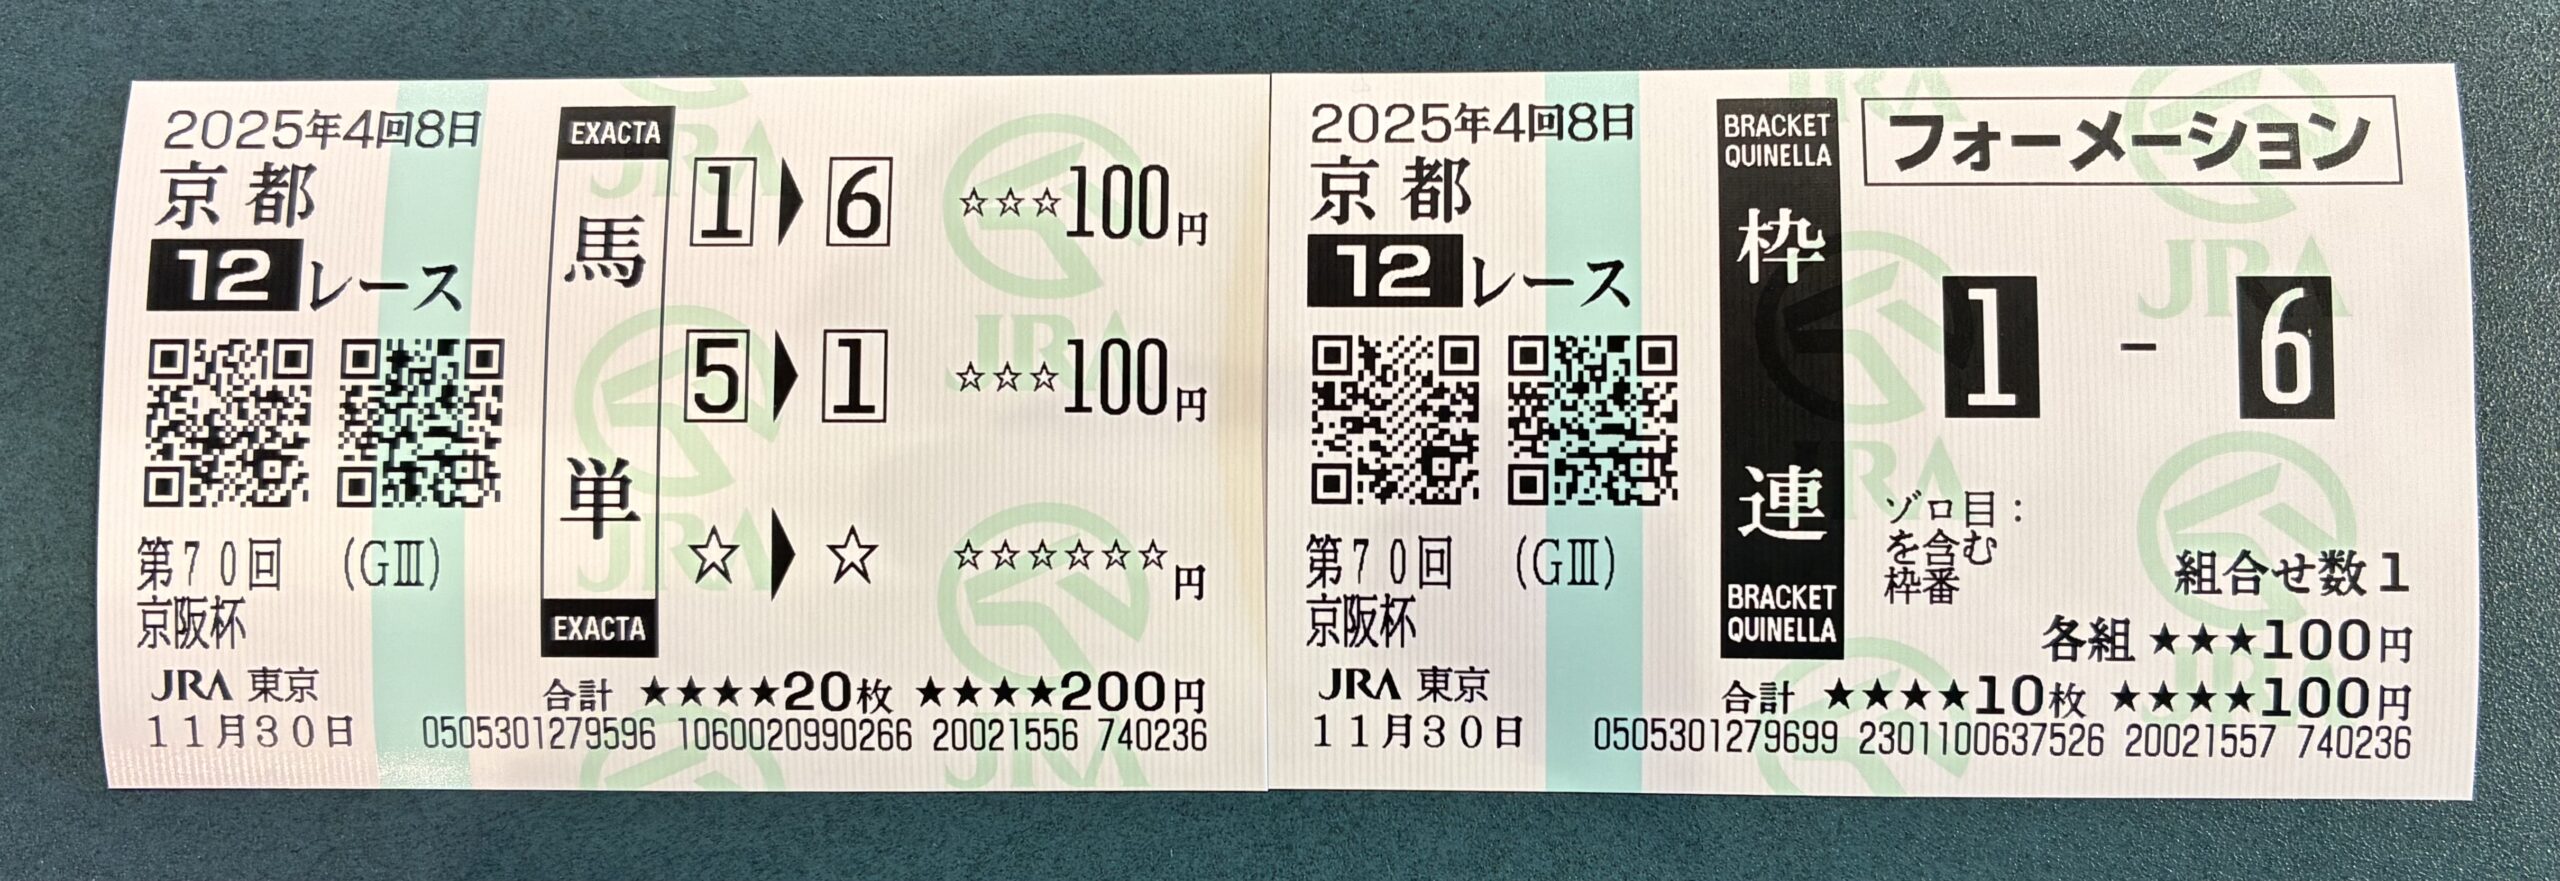 2025年4回8日
京都
12レース
第70回 (GⅢ)
京阪杯
JRA 東京
11月30日
EXACTA
馬単
EXACTA
1▶6 ☆☆☆100円
5▶1 ☆☆☆100円
☆▶☆ ☆☆☆☆☆☆円
合計 ★★★★20枚 ★★★★200円
0505301279596 1060020990266 20021556 740236
2025年4回8日
京都
12レース
第70回 (GⅢ)
京阪杯
JRA 東京
11月30日
BRACKET
QUINELLA
枠連
BRACKET
QUINELLA
フォーメーション
1 - 6
ゾロ目:
を含む
枠番
組合せ数1
各組 ★★★100円
合計 ★★★★10枚 ★★★★100円
0505301279699 2301100637526 20021557 740236